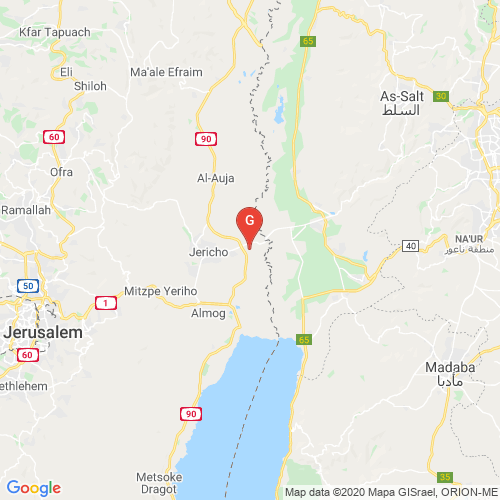 Kfar Tapuach
65
Eli
Ma'ale Efraim
Shiloh
As-Salt
السلط
30
60
90
Ofra
Al-Auja
Ramallah
G
NA'UR
منطقة ناعور
40
Jericho
50
Mitzpe Yeriho
1
Almog
Jerusalem
65
60
Madaba
مادبا
ethlehem
90
Metsoke
Dragot
35
Google
Map data ©2020 Mapa GISrael, ORION-ME